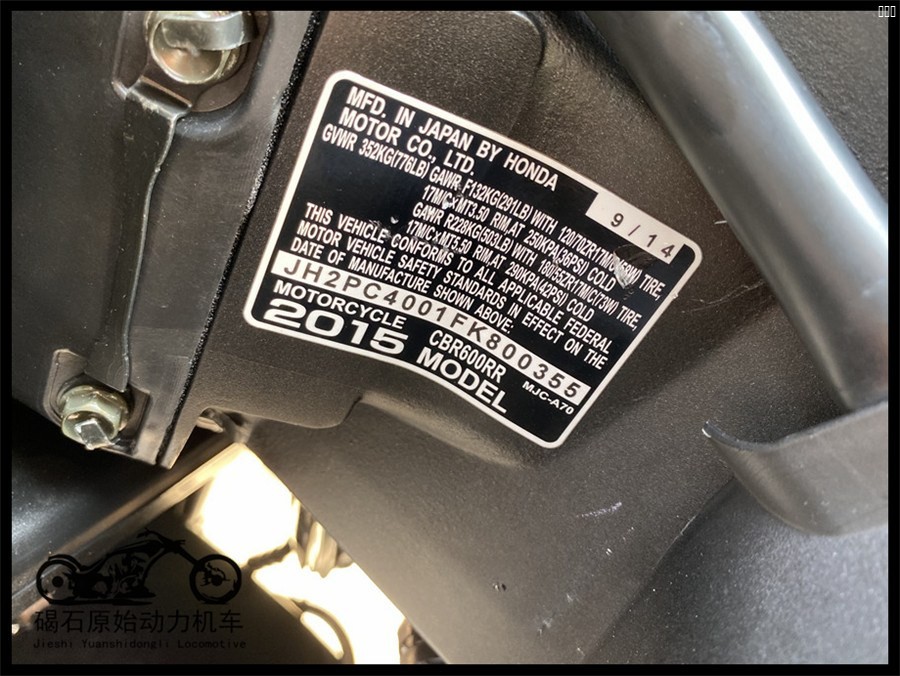 MFD. IN JAPAN BY HONDA
MOTOR CO., LTD.
9/14
GVWR 352KG(776LB) GAWR F132KG(291LB) WITH 120/70ZR17M/C(58W) TIRE,
17M/C×MT3.50 RIM, AT 250KPA(36PSI) COLD
GAWR R228KG(503LB) WITH 180/55ZR17M/C(73W) TIRE,
17M/C×MT5.50 RIM, AT 290KPA(42PSI) COLD
THIS VEHICLE CONFORMS TO ALL APPLICABLE FEDERAL
MOTOR VEHICLE SAFETY STANDARDS IN EFFECT ON THE
DATE OF MANUFACTURE SHOWN ABOVE.
JH2PC4001FK800355
MOTORCYCLE CBR600RR MJC-A70
2015 MODEL
碣石原始动力机车
Jieshi Yuanshidongli Locomotive